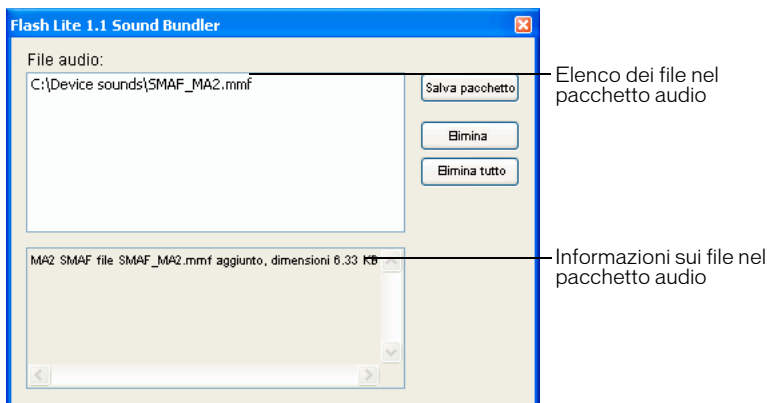 Flash Lite 1.1 Sound Bundler
File audio:
C:\Device sounds\SMAF_MA2.mmf
Salva pacchetto
Elimina
Elimina tutto
Elenco dei file nel
pacchetto audio
MA2 SMAF file SMAF_MA2.mmf aggiunto, dimensioni 6.33 KB
Informazioni sui file nel
pacchetto audio